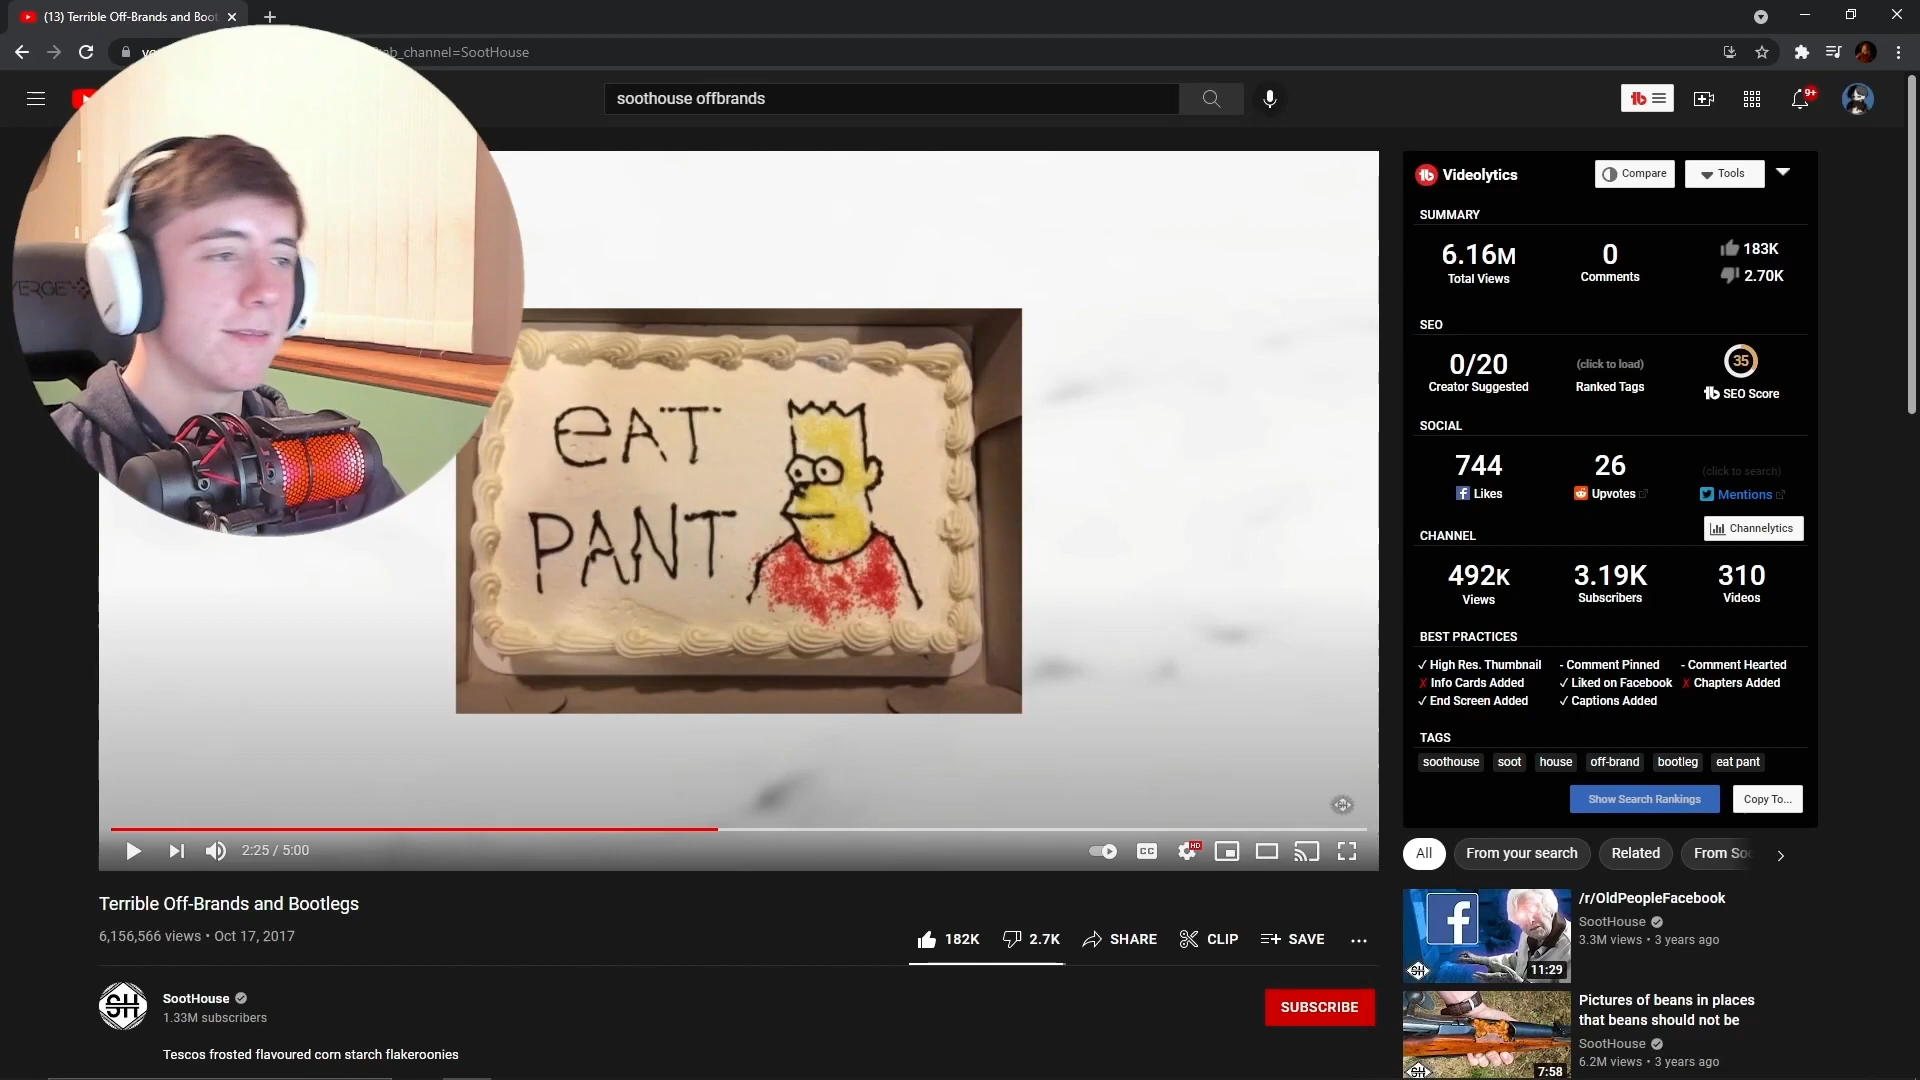 (13) Terrible Off-Brands and Boot
ab_channel=SootHouse
soothouse offbrands
9+
VERGE
EAT
PANT
2:25 / 5:00
CC
HD
Terrible Off-Brands and Bootlegs
6,156,566 views • Oct 17, 2017
182K
2.7K
SHARE
CLIP
SAVE
SH
SootHouse
1.33M subscribers
SUBSCRIBE
Tescos frosted flavoured corn starch flakeroonies
Videolytics
Compare
Tools
SUMMARY
6.16M
Total Views
0
Comments
183K
2.70K
SEO
0/20
Creator Suggested
(click to load)
Ranked Tags
35
SEO Score
SOCIAL
744
Likes
26
Upvotes
(click to search)
Mentions
Channelytics
CHANNEL
492K
Views
3.19K
Subscribers
310
Videos
BEST PRACTICES
✓ High Res. Thumbnail
- Comment Pinned
- Comment Hearted
✗ Info Cards Added
✓ Liked on Facebook
✗ Chapters Added
✓ End Screen Added
✓ Captions Added
TAGS
soothouse
soot
house
off-brand
bootleg
eat pant
Show Search Rankings
Copy To...
All
From your search
Related
From Soo
/r/OldPeopleFacebook
SootHouse
3.3M views • 3 years ago
11:29
Pictures of beans in places
that beans should not be
SootHouse
6.2M views • 3 years ago
7:58